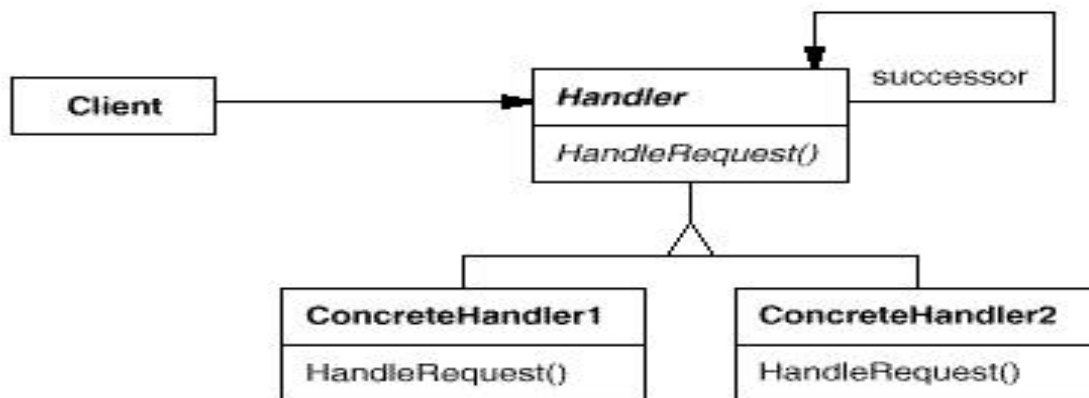 successor
Client
Handler
HandleRequest()
ConcreteHandler1
ConcreteHandler2
HandleRequest()
HandleRequest()